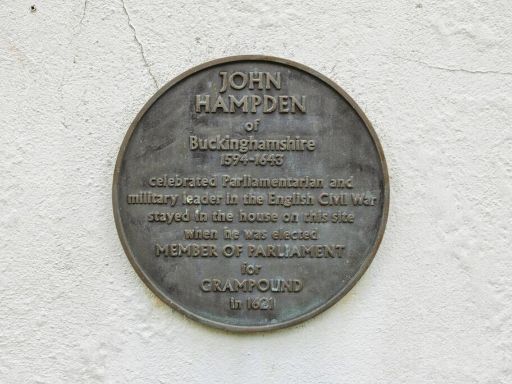 JOHN
HAMPDEN
of
Buckinghamshire
1594-1643
celebrated Parliamentarian and
military leader in the English Civil War
stayed in the house on this site
when he was elected
MEMBER OF PARLIAMENT
for
GRAMPOUND
in 1621